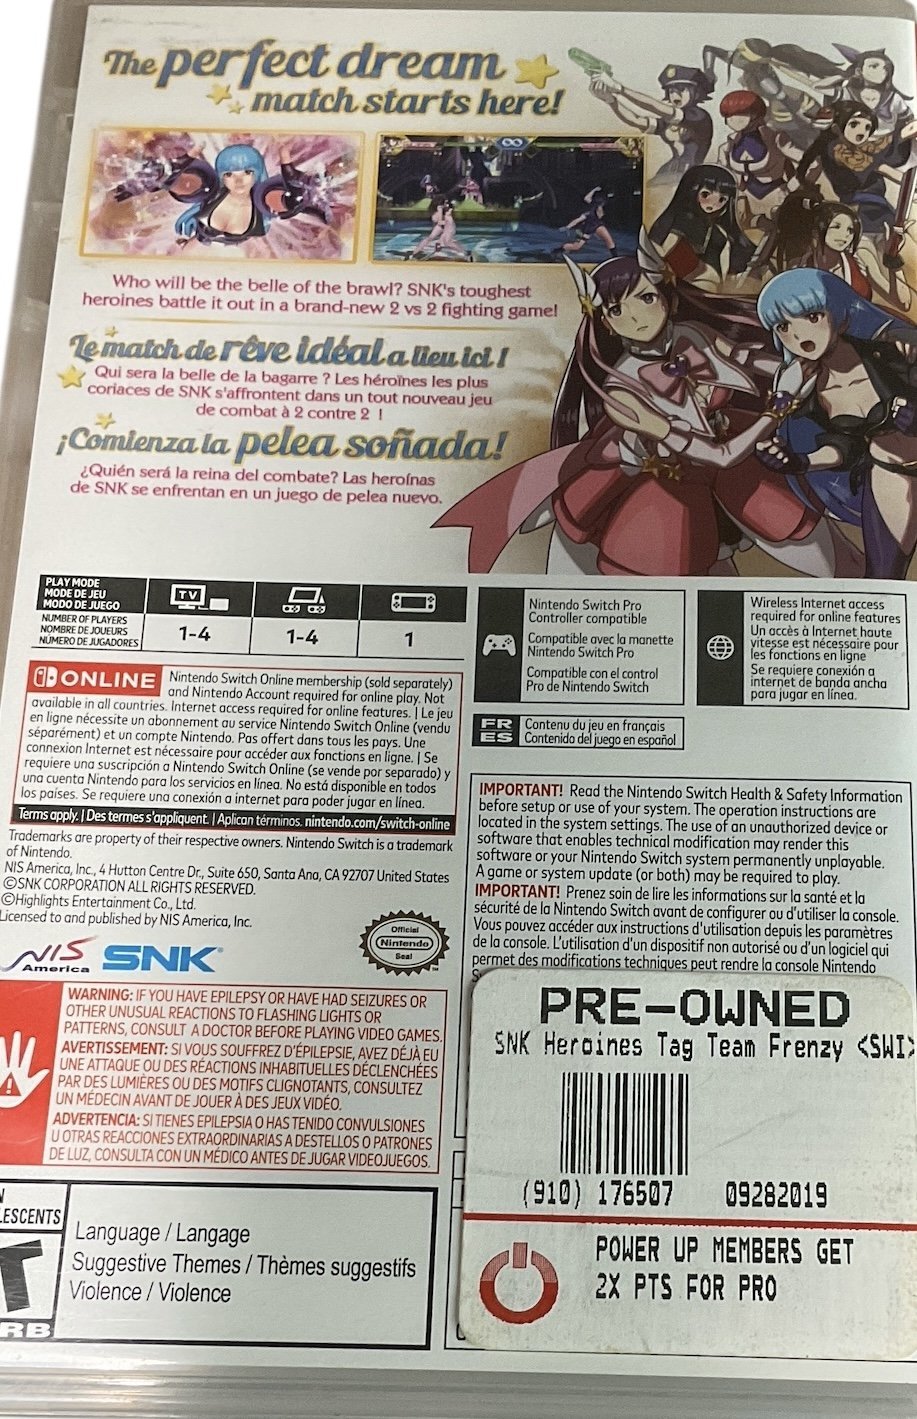 The perfect dream
match starts here!
Who will be the belle of the brawl? SNK's toughest
heroines battle it out in a brand-new 2 vs 2 fighting game!
Le match de rêve idéal a lieu ici !
Qui sera la belle de la bagarre ? Les héroïnes les plus
coriaces de SNK s'affrontent dans un tout nouveau jeu
de combat à 2 contre 2 !
¡Comienza la pelea soñada!
¿Quién será la reina del combate? Las heroínas
de SNK se enfrentan en un juego de pelea nuevo.
PLAY MODE
MODE DE JEU
MODO DE JUEGO
TV
NUMBER OF PLAYERS
NOMBRE DE JOUEURS
NÚMERO DE JUGADORES
1-4
1-4
1
Nintendo Switch Pro
Controller compatible
Compatible avec la manette
Nintendo Switch Pro
Compatible con el control
Pro de Nintendo Switch
Wireless Internet access
required for online features
Un accès à Internet haute
vitesse est nécessaire pour
les fonctions en ligne
Se requiere conexión a
internet de banda ancha
para jugar en línea.
FR
ES
Contenu du jeu en français
Contenido del juego en español
ONLINE
Nintendo Switch Online membership (sold separately)
and Nintendo Account required for online play. Not
available in all countries. Internet access required for online features. | Le jeu
en ligne nécessite un abonnement au service Nintendo Switch Online (vendu
séparément) et un compte Nintendo. Pas offert dans tous les pays. Une
connexion Internet est nécessaire pour accéder aux fonctions en ligne. | Se
requiere una suscripción a Nintendo Switch Online (se vende por separado) y
una cuenta Nintendo para los servicios en línea. No está disponible en todos
los países. Se requiere una conexión a internet para poder jugar en línea.
Terms apply. | Des termes s'appliquent. | Aplican términos. nintendo.com/switch-online
Trademarks are property of their respective owners. Nintendo Switch is a trademark
of Nintendo.
NIS America, Inc., 4 Hutton Centre Dr., Suite 650, Santa Ana, CA 92707 United States
©SNK CORPORATION ALL RIGHTS RESERVED.
©Highlights Entertainment Co., Ltd.
Licensed to and published by NIS America, Inc.
NIS
America
SNK®
Official
Nintendo
Seal
IMPORTANT! Read the Nintendo Switch Health & Safety Information
before setup or use of your system. The operation instructions are
located in the system settings. The use of an unauthorized device or
software that enables technical modification may render this
software or your Nintendo Switch system permanently unplayable.
A game or system update (or both) may be required to play.
IMPORTANT! Prenez soin de lire les informations sur la santé et la
sécurité de la Nintendo Switch avant de configurer ou d'utiliser la console.
Vous pouvez accéder aux instructions d'utilisation depuis les paramètres
de la console. L'utilisation d'un dispositif non autorisé ou d'un logiciel qui
permet des modifications techniques peut rendre la console Nintendo
WARNING: IF YOU HAVE EPILEPSY OR HAVE HAD SEIZURES OR
OTHER UNUSUAL REACTIONS TO FLASHING LIGHTS OR
PATTERNS, CONSULT A DOCTOR BEFORE PLAYING VIDEO GAMES.
AVERTISSEMENT: SI VOUS SOUFFREZ D'ÉPILEPSIE, AVEZ DÉJÀ EU
UNE ATTAQUE OU DES RÉACTIONS INHABITUELLES DÉCLENCHÉES
PAR DES LUMIÈRES OU DES MOTIFS CLIGNOTANTS, CONSULTEZ
UN MÉDECIN AVANT DE JOUER À DES JEUX VIDÉO.
ADVERTENCIA: SI TIENES EPILEPSIA O HAS TENIDO CONVULSIONES
U OTRAS REACCIONES EXTRAORDINARIAS A DESTELLOS O PATRONES
DE LUZ, CONSULTA CON UN MÉDICO ANTES DE JUGAR VIDEOJUEGOS.
PRE-OWNED
SNK Heroines Tag Team Frenzy <SWI>
(910) 176507 09282019
POWER UP MEMBERS GET
2X PTS FOR PRO
LESCENTS
T
RB
Language / Langage
Suggestive Themes / Thèmes suggestifs
Violence / Violence